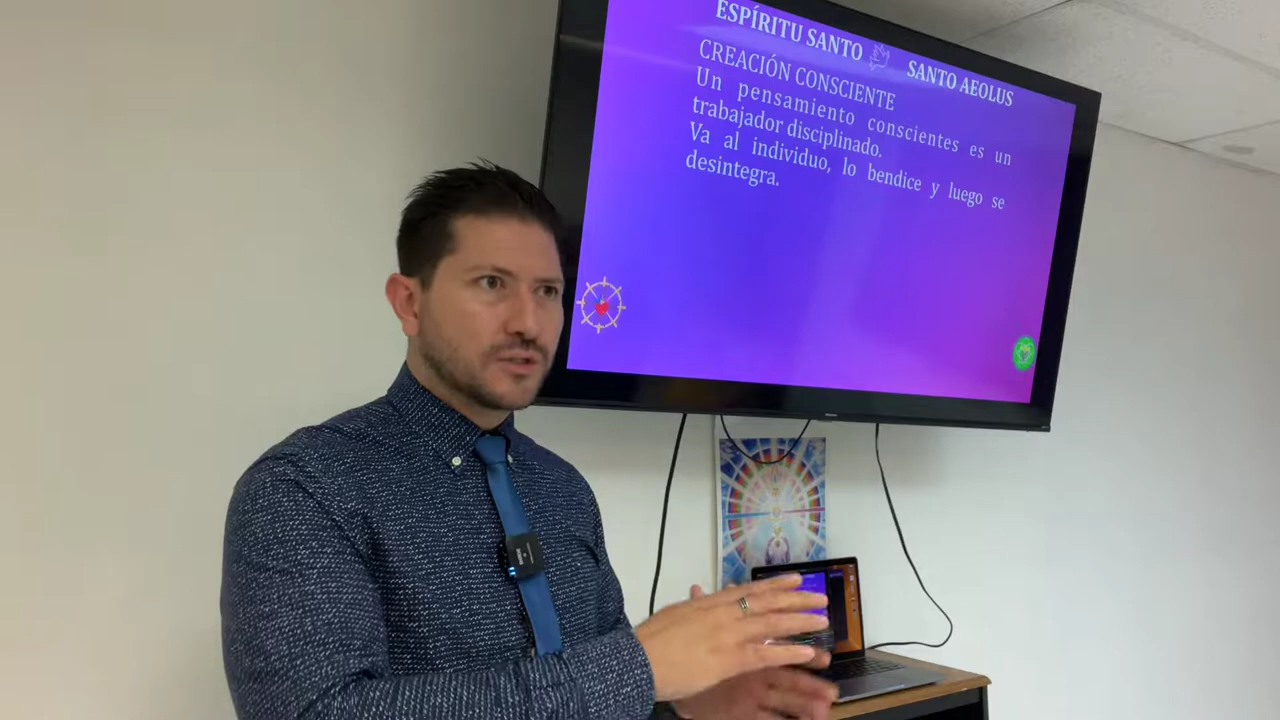 ESPÍRITU SANTO SANTO AEOLUS
CREACIÓN CONSCIENTE
Un pensamiento conscientes es un
trabajador disciplinado.
Va al individuo, lo bendice y luego se
desintegra.